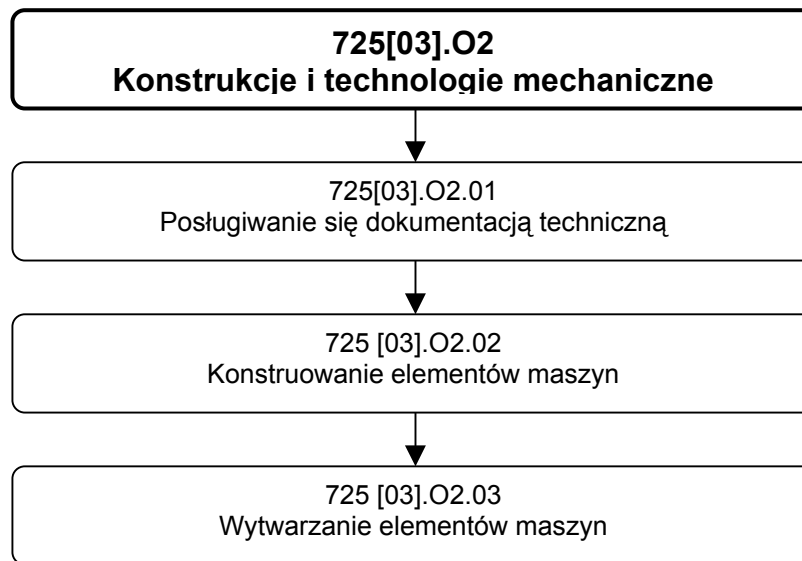 725[03].O2
Konstrukcje i technologie mechaniczne
725[03].O2.01
Posługiwanie się dokumentacją techniczną
725 [03].O2.02
Konstruowanie elementów maszyn
725 [03].O2.03
Wytwarzanie elementów maszyn